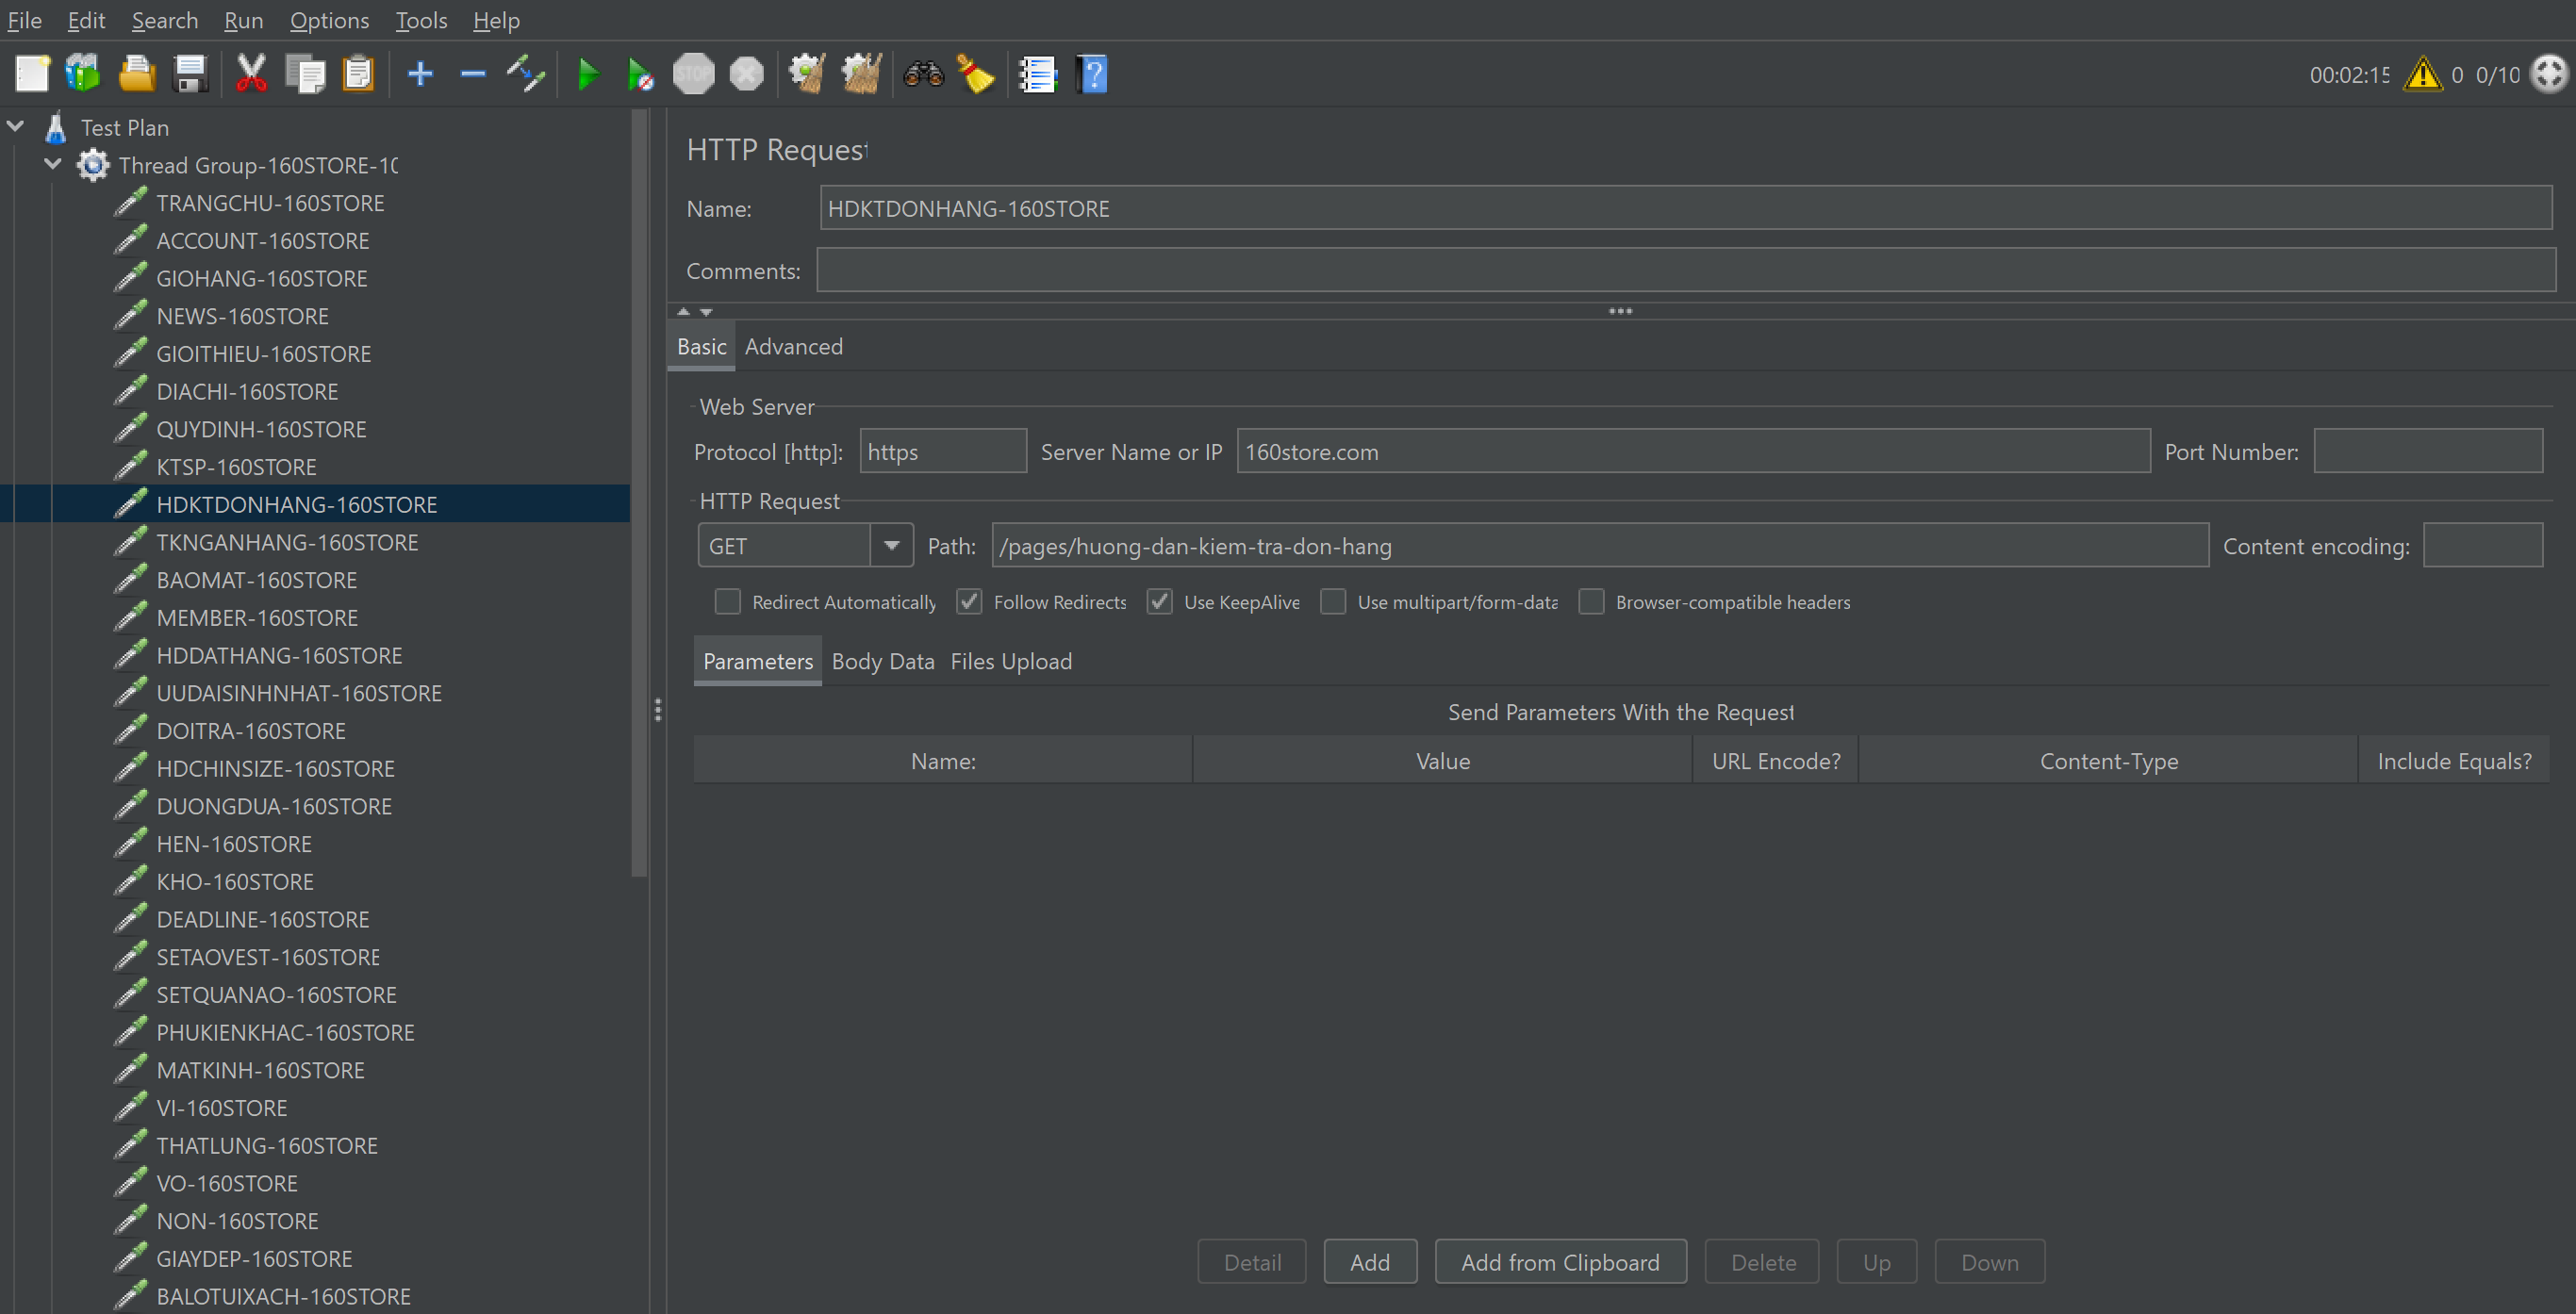 File Edit Search Run Options Tools Help
STOP
00:02:15 0 0/10
Test Plan
Thread Group-160STORE-10
TRANGCHU-160STORE
ACCOUNT-160STORE
GIOHANG-160STORE
NEWS-160STORE
GIOITHIEU-160STORE
DIACHI-160STORE
QUYDINH-160STORE
KTSP-160STORE
HDKTDONHANG-160STORE
TKNGANHANG-160STORE
BAOMAT-160STORE
MEMBER-160STORE
HDDATHANG-160STORE
UUDAISINHNHAT-160STORE
DOITRA-160STORE
HDCHINSIZE-160STORE
DUONGDUA-160STORE
HEN-160STORE
KHO-160STORE
DEADLINE-160STORE
SETAOVEST-160STORE
SETQUANAO-160STORE
PHUKIENKHAC-160STORE
MATKINH-160STORE
VI-160STORE
THATLUNG-160STORE
VO-160STORE
NON-160STORE
GIAYDEP-160STORE
BALOTUIXACH-160STORE
HTTP Request
Name: HDKTDONHANG-160STORE
Comments:
Basic Advanced
Web Server
Protocol [http]: https Server Name or IP 160store.com Port Number:
HTTP Request
GET Path: /pages/huong-dan-kiem-tra-don-hang Content encoding:
Redirect Automatically Follow Redirects Use KeepAlive Use multipart/form-data Browser-compatible headers
Parameters Body Data Files Upload
Send Parameters With the Request
Name: Value URL Encode? Content-Type Include Equals?
Detail Add Add from Clipboard Delete Up Down